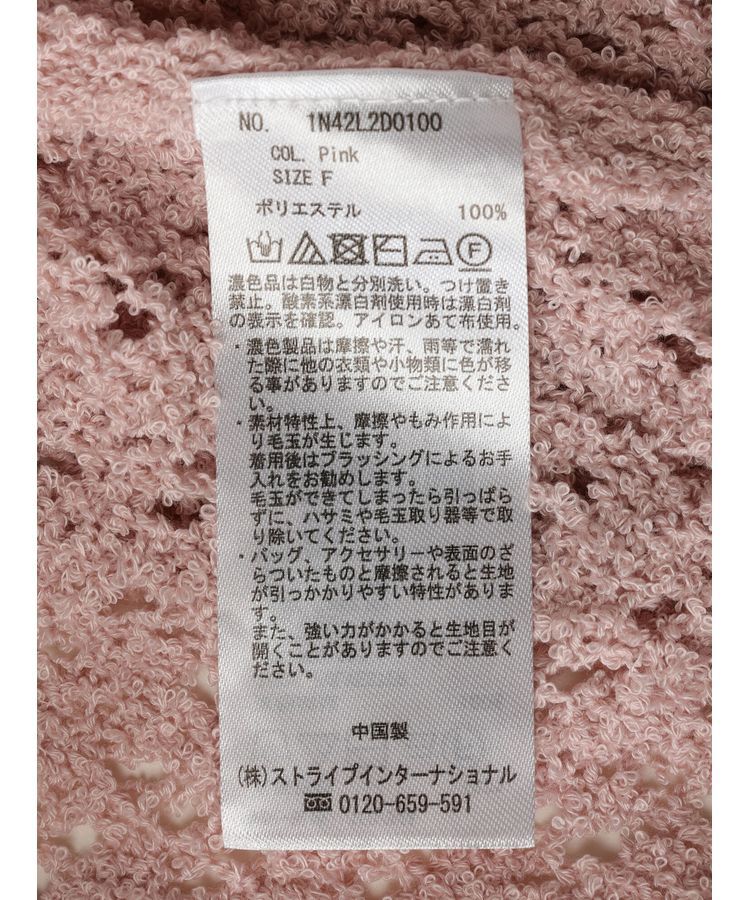 NO. 1N42L2D0100
COL. Pink
SIZE F
ポリエステル 100%
F
濃色品は白物と分別洗い。つけ置き
禁止。酸素系漂白剤使用時は漂白剤
の表示を確認。アイロンあて布使用。
・濃色製品は摩擦や汗、雨等で濡れ
た際に他の衣類や小物類に色が移
る事がありますのでご注意くださ
い。
・素材特性上、摩擦やもみ作用によ
り毛玉が生じます。
着用後はブラッシングによるお手
入れをお勧めします。
毛玉ができてしまったら引っぱら
ずに、ハサミや毛玉取り器等で取
り除いてください。
・バッグ、アクセサリーや表面のざ
らついたものと摩擦されると生地
が引っかかりやすい特性がありま
す。
また、強い力がかかると生地目が
開くことがありますのでご注意く
ださい。
中国製
(株)ストライプインターナショナル
0120-659-591